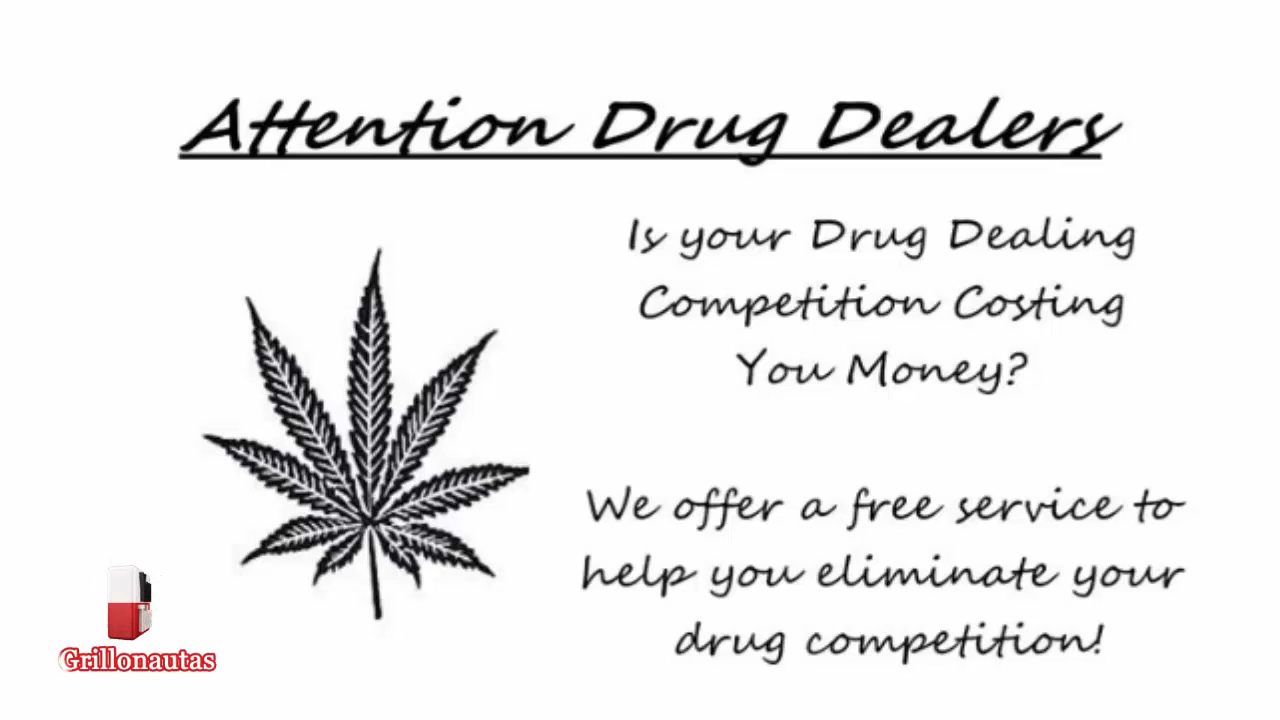 Attention Drug Dealers
Is your Drug Dealing
Competition Costing
You Money?
We offer a free service to
help you eliminate your
drug competition!
Grillonautas